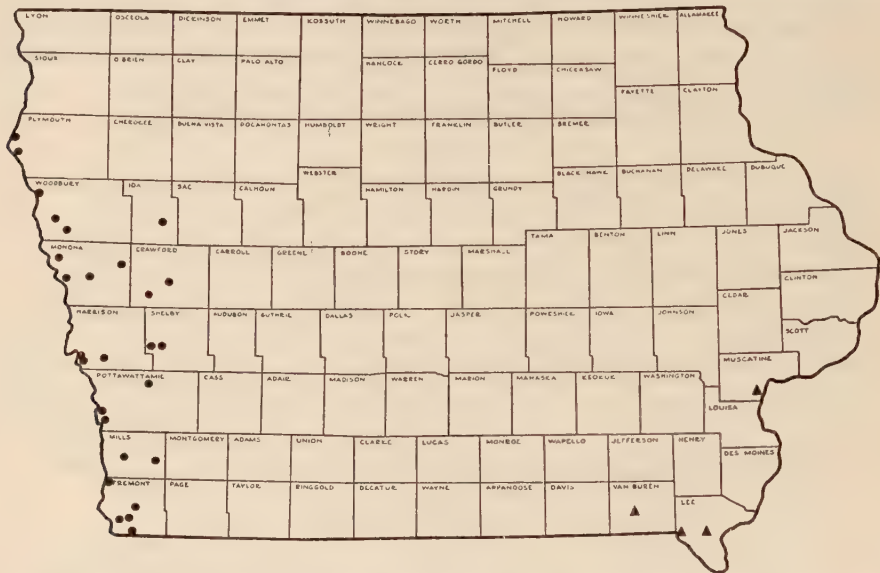 LYON OSCEOLA DICKINSON EMMET KOSSUTH WINNEBAGO WORTH MITCHELL HOWARD WINNESHIEK ALLAMAKEE
SIOUX O'BRIEN CLAY PALO ALTO HANCOCK CERRO GORDO FLOYD CHICKASAW
FAYETTE CLAYTON
PLYMOUTH CHEROKEE BUENA VISTA POCAHONTAS HUMBOLDT WRIGHT FRANKLIN BUTLER BREMER
WEBSTER BLACK HAWK BUCHANAN DELAWARE DUBUQUE
WOODBURY IDA SAC CALHOUN HAMILTON HARDIN GRUNDY
TAMA BENTON LINN JONES JACKSON
MONONA CRAWFORD CARROLL GREENE BOONE STORY MARSHALL
CLINTON
CEDAR
HARRISON SHELBY AUDUBON GUTHRIE DALLAS POLK JASPER POWESHIEK IOWA JOHNSON
SCOTT
MUSCATINE
POTTAWATTAMIE CASS ADAIR MADISON WARREN MARION MAHASKA KEOKUK WASHINGTON
LOUISA
MILLS MONTGOMERY ADAMS UNION CLARKE LUCAS MONROE WAPELLO JEFFERSON HENRY
DES MOINES
FREMONT PAGE TAYLOR RINGGOLD DECATUR WAYNE APPANOOSE DAVIS VAN BUREN
LEE